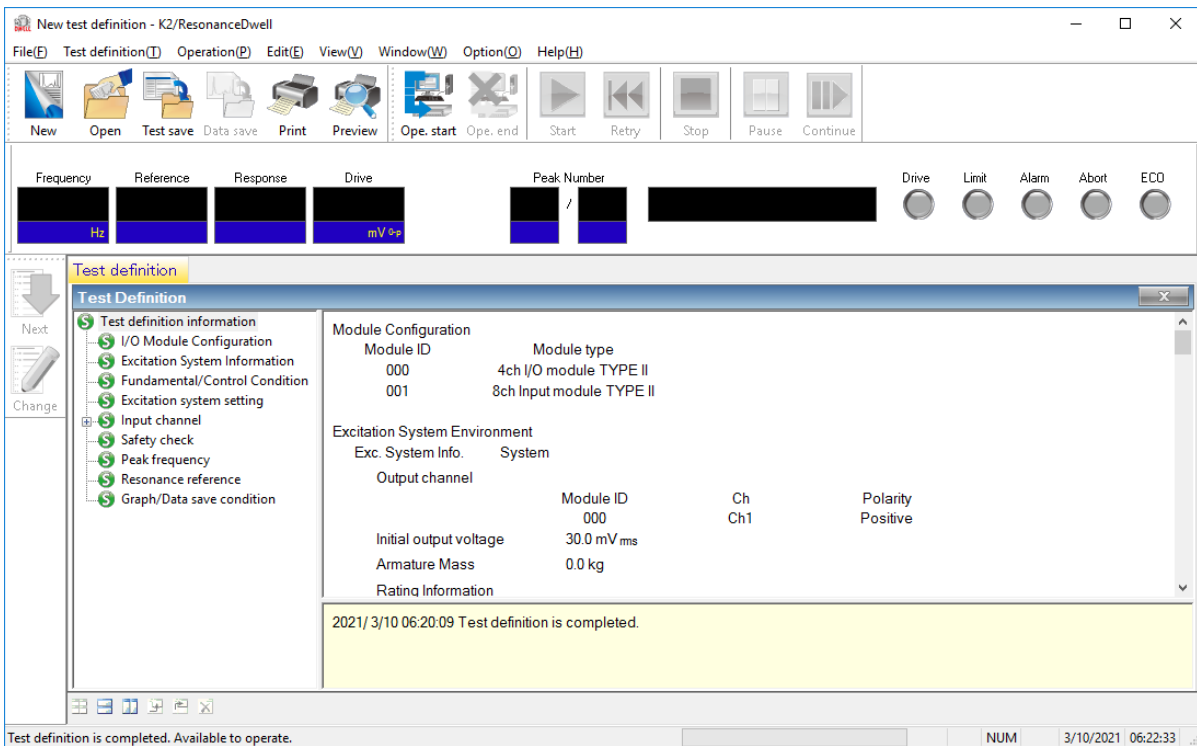 New test definition - K2/ResonanceDwell
File(F) Test definition(T) Operation(P) Edit(E) View(V) Window(W) Option(O) Help(H)
New Open Test save Data save Print Preview Ope. start Ope. end Start Retry Stop Pause Continue
Frequency Reference Response Drive Peak Number Drive Limit Alarm Abort ECO
/
Hz mV 0-p
Test definition
Test Definition
Next
Change
Test definition information
I/O Module Configuration
Excitation System Information
Fundamental/Control Condition
Excitation system setting
Input channel
Safety check
Peak frequency
Resonance reference
Graph/Data save condition
Module Configuration
Module ID Module type
000 4ch I/O module TYPE II
001 8ch Input module TYPE II
Excitation System Environment
Exc. System Info. System
Output channel
Module ID Ch Polarity
000 Ch1 Positive
Initial output voltage 30.0 mV rms
Armature Mass 0.0 kg
Rating Information
2021/ 3/10 06:20:09 Test definition is completed.
Test definition is completed. Available to operate. NUM 3/10/2021 06:22:33